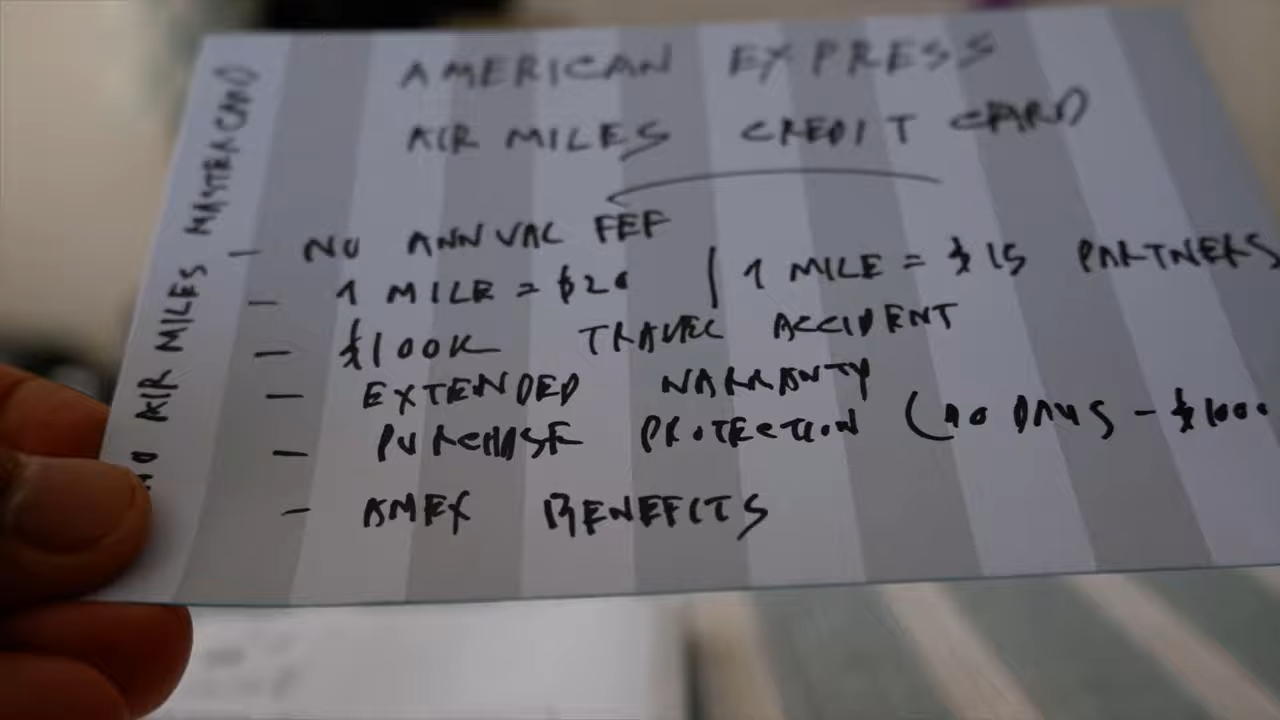 AMERICAN EXPRESS
AIR MILES CREDIT CARD
- NO ANNUAL FEE
- 1 MILE = $20 | 1 MILE = $15 PARTNERS
- $100K TRAVEL ACCIDENT
- EXTENDED WARRANTY
- PURCHASE PROTECTION (90 DAYS - $1000
- AMEX BENEFITS
AIR MILES MASTERCARD